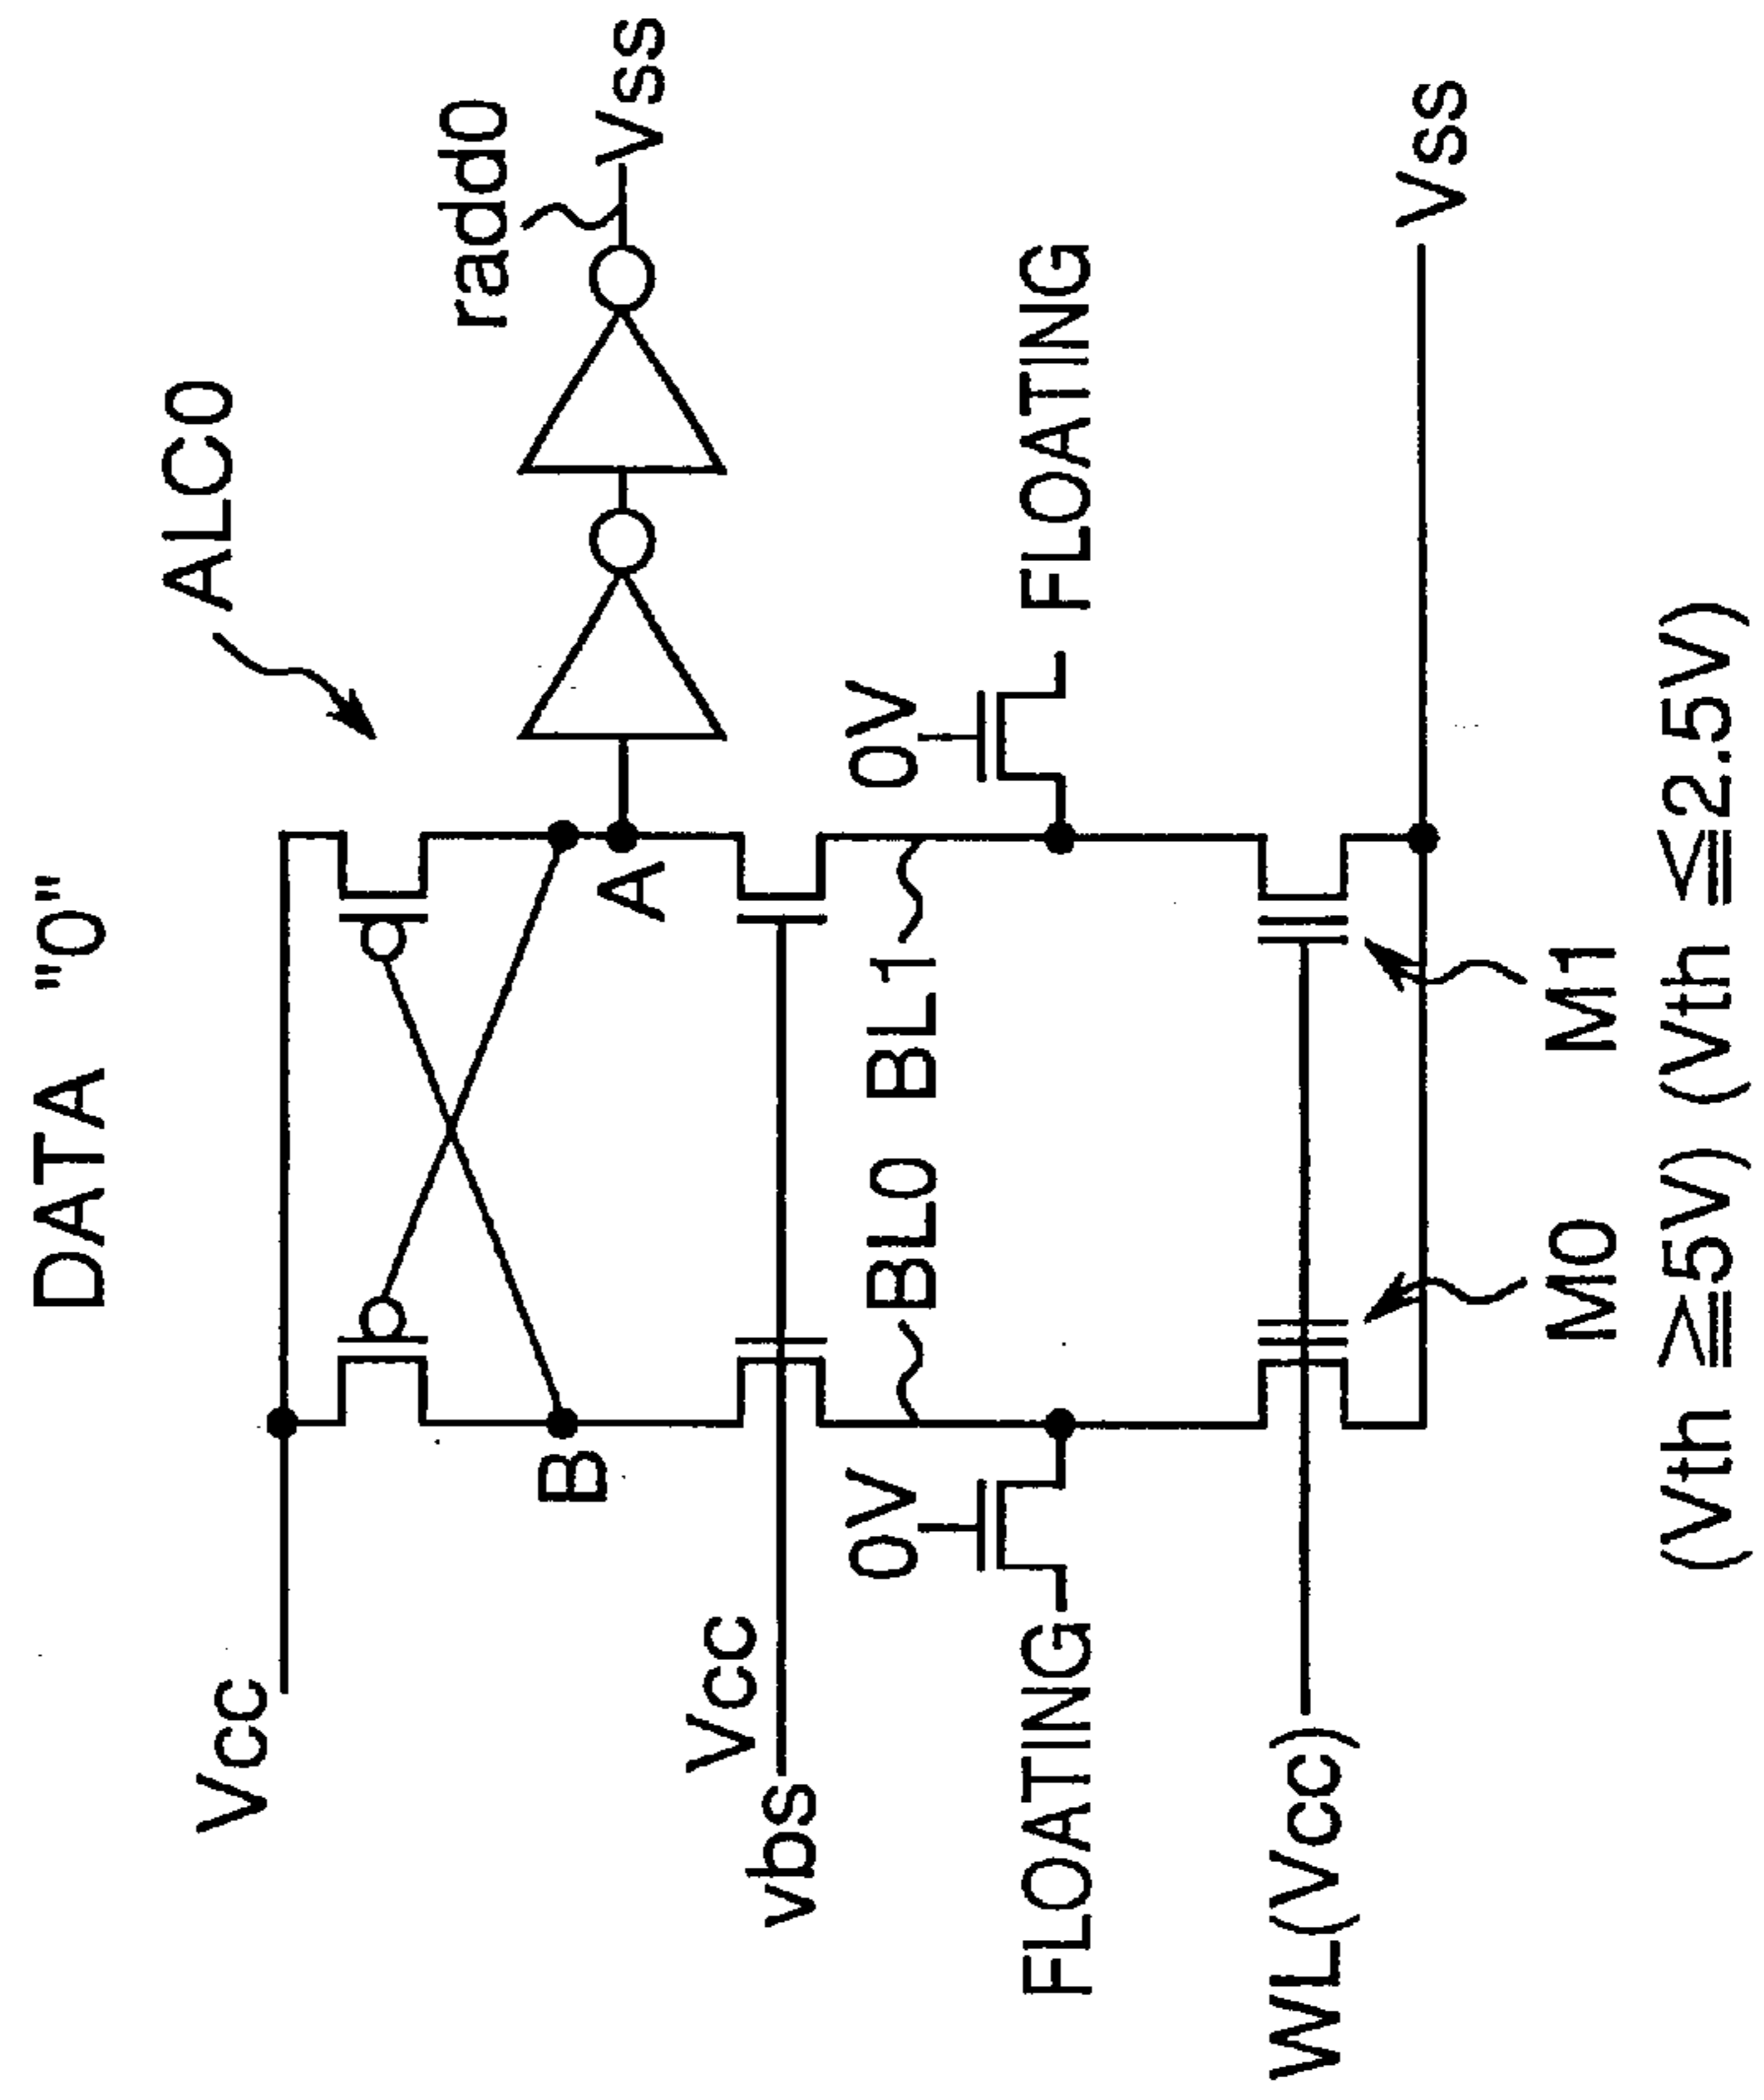 DATA "0"
ALC0
Vcc
radd0
Vss
A
B
Vcc
vbs
0V
0V
BL0
BL1
FLOATING
FLOATING
WL(Vcc)
Vss
M0
M1
(Vth ≧5V)
(Vth ≦2.5V)